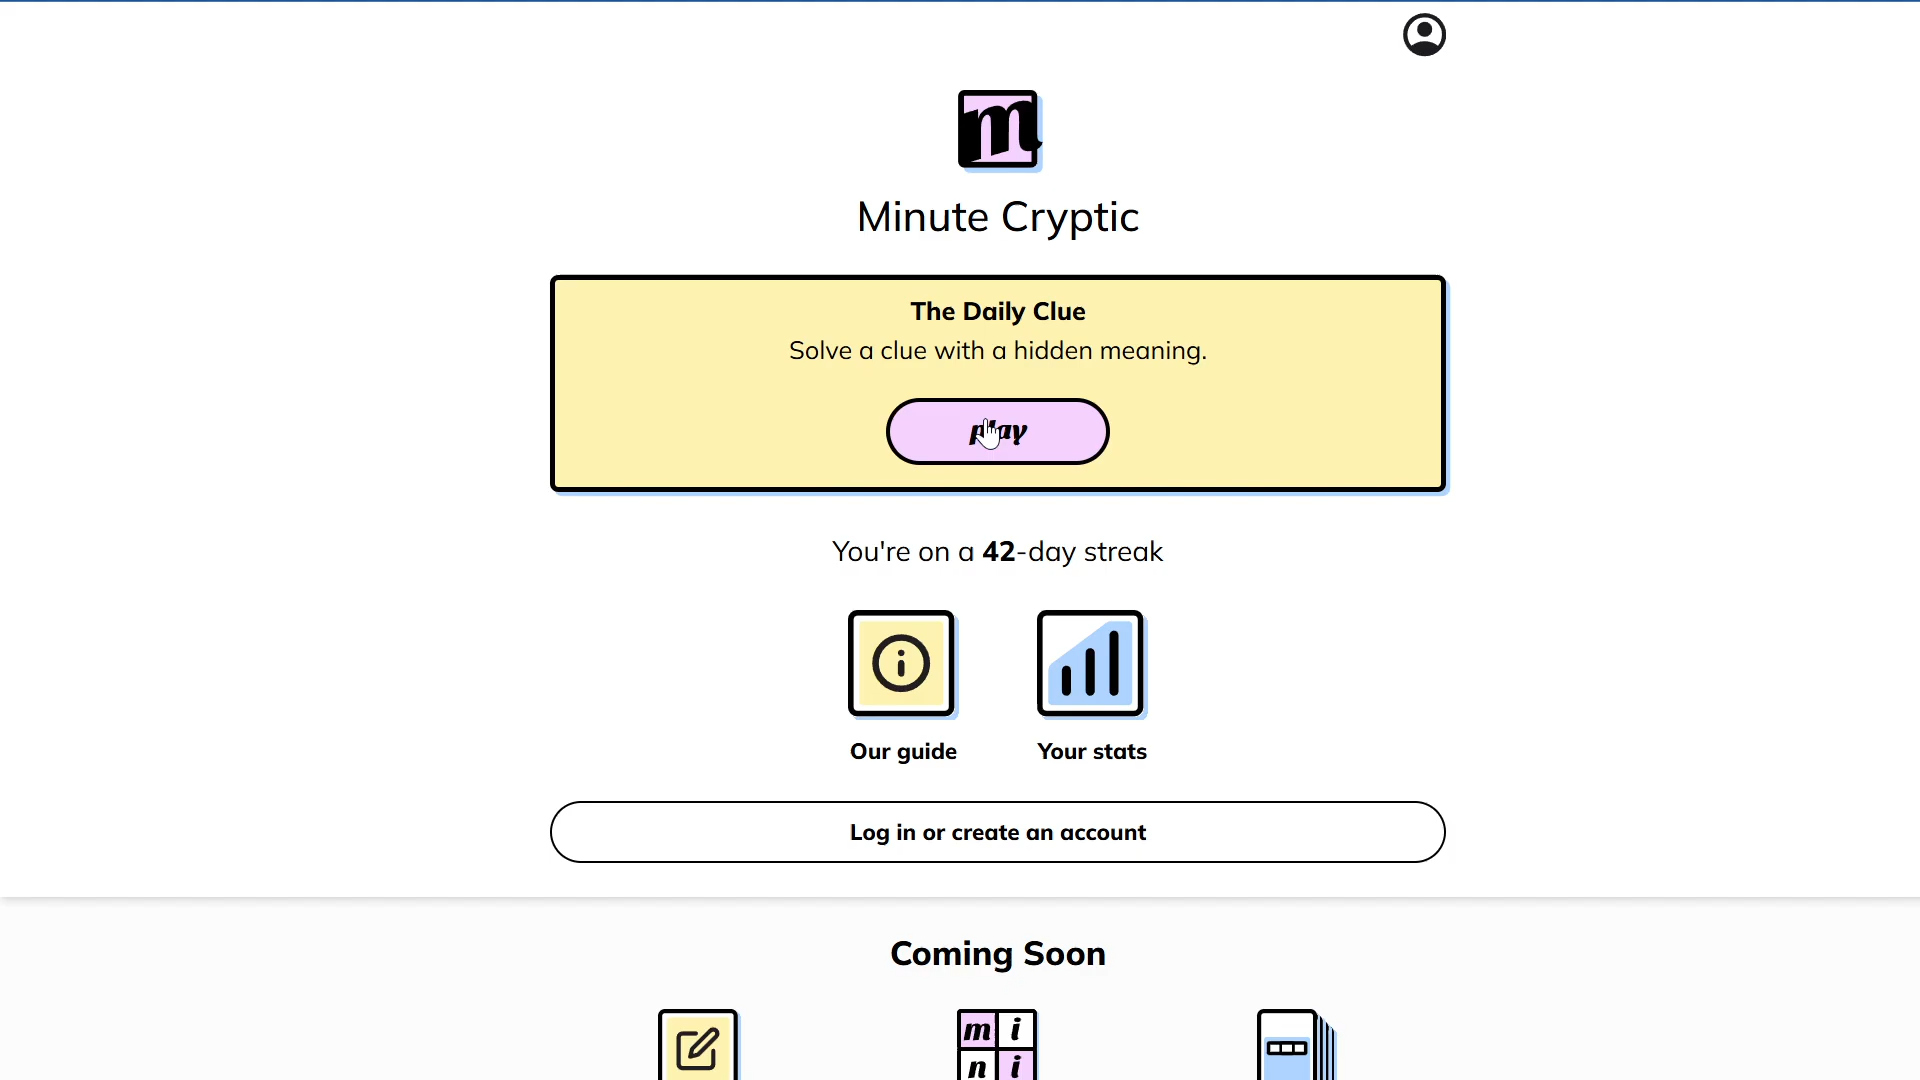 m
Minute Cryptic
The Daily Clue
Solve a clue with a hidden meaning.
play
You're on a 42-day streak
Our guide
Your stats
Log in or create an account
Coming Soon
m i
n i